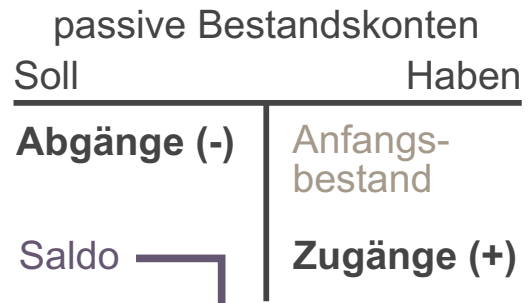 passive Bestandskonten
Soll Haben
Abgänge (-)
Anfangs-
bestand
Saldo
Zugänge (+)